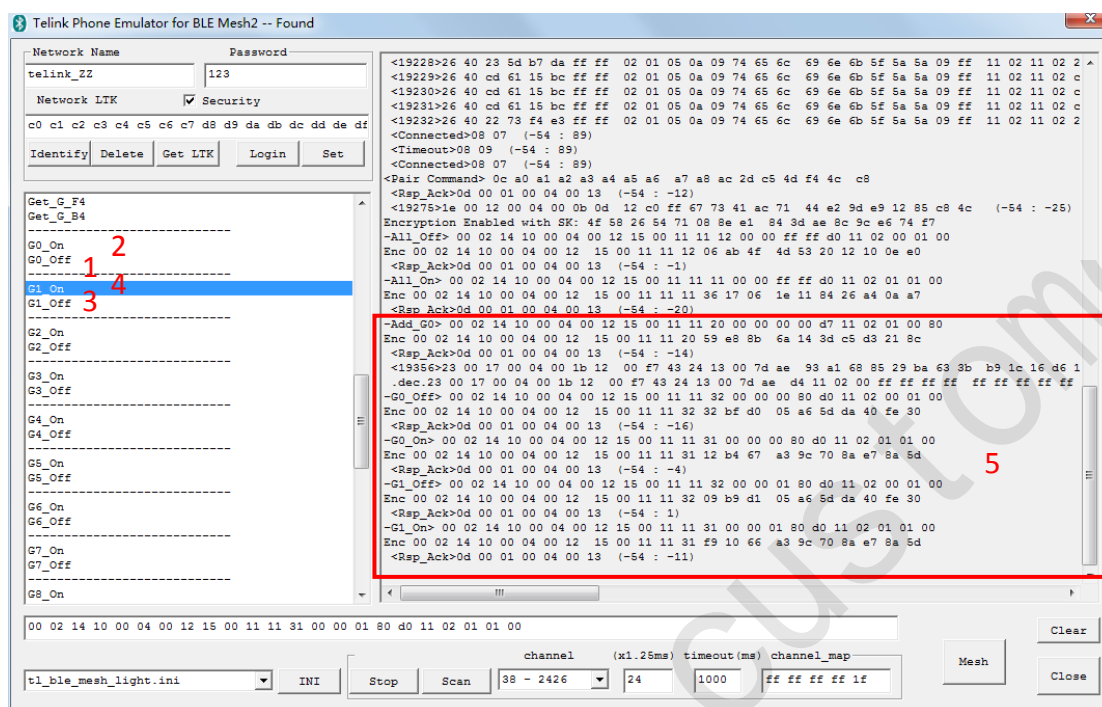 Telink Phone Emulator for BLE Mesh2 -- Found
Network Name Password
telink_ZZ 123
Network LTK Security
c0 c1 c2 c3 c4 c5 c6 c7 d8 d9 da db dc dd de df
Identify Delete Get LTK Login Set
Get_G_F4
Get_G_B4
------------------------------
G0_On 2
G0_Off 1
------------------------------
G1_On 4
G1_Off 3
------------------------------
G2_On
G2_Off
------------------------------
G3_On
G3_Off
------------------------------
G4_On
G4_Off
------------------------------
G5_On
G5_Off
------------------------------
G6_On
G6_Off
------------------------------
G7_On
G7_Off
------------------------------
G8_On
<19228>26 40 23 5d b7 da ff ff 02 01 05 0a 09 74 65 6c 69 6e 6b 5f 5a 5a 09 ff 11 02 11 02 2
<19229>26 40 cd 61 15 bc ff ff 02 01 05 0a 09 74 65 6c 69 6e 6b 5f 5a 5a 09 ff 11 02 11 02 c
<19230>26 40 cd 61 15 bc ff ff 02 01 05 0a 09 74 65 6c 69 6e 6b 5f 5a 5a 09 ff 11 02 11 02 c
<19231>26 40 cd 61 15 bc ff ff 02 01 05 0a 09 74 65 6c 69 6e 6b 5f 5a 5a 09 ff 11 02 11 02 c
<19232>26 40 22 73 f4 e3 ff ff 02 01 05 0a 09 74 65 6c 69 6e 6b 5f 5a 5a 09 ff 11 02 11 02 2
<Connected>08 07 (-54 : 89)
<Timeout>08 09 (-54 : 89)
<Connected>08 07 (-54 : 89)
<Pair Command> 0c a0 a1 a2 a3 a4 a5 a6 a7 a8 ac 2d c5 4d f4 4c c8
<Rsp_Ack>0d 00 01 00 04 00 13 (-54 : -12)
<19275>1e 00 12 00 04 00 0b 0d 12 c0 ff 67 73 41 ac 71 44 e2 9d e9 12 85 c8 4c (-54 : -25)
Encryption Enabled with SK: 4f 58 26 54 71 08 8e e1 84 3d ae 8c 9c e6 74 f7
-All_Off> 00 02 14 10 00 04 00 12 15 00 11 11 12 00 00 ff ff d0 11 02 00 01 00
Enc 00 02 14 10 00 04 00 12 15 00 11 11 12 06 ab 4f 4d 53 20 12 10 0e e0
<Rsp_Ack>0d 00 01 00 04 00 13 (-54 : -1)
-All_On> 00 02 14 10 00 04 00 12 15 00 11 11 11 00 00 ff ff d0 11 02 01 01 00
Enc 00 02 14 10 00 04 00 12 15 00 11 11 11 36 17 06 1e 11 84 26 a4 0a a7
<Rsp_Ack>0d 00 01 00 04 00 13 (-54 : -20)
-Add_G0> 00 02 14 10 00 04 00 12 15 00 11 11 20 00 00 00 00 d7 11 02 01 00 80
Enc 00 02 14 10 00 04 00 12 15 00 11 11 20 59 e8 8b 6a 14 3d c5 d3 21 8c
<Rsp_Ack>0d 00 01 00 04 00 13 (-54 : -14)
<19356>23 00 17 00 04 00 1b 12 00 f7 43 24 13 00 7d ae 93 a1 68 85 29 ba 63 3b b9 1c 16 d6 1
.dec.23 00 17 00 04 00 1b 12 00 f7 43 24 13 00 7d ae d4 11 02 00 ff ff ff ff ff ff ff ff ff
-G0_Off> 00 02 14 10 00 04 00 12 15 00 11 11 32 00 00 00 80 d0 11 02 00 01 00
Enc 00 02 14 10 00 04 00 12 15 00 11 11 32 32 bf d0 05 a6 5d da 40 fe 30
<Rsp_Ack>0d 00 01 00 04 00 13 (-54 : -16)
-G0_On> 00 02 14 10 00 04 00 12 15 00 11 11 31 00 00 00 80 d0 11 02 01 01 00
Enc 00 02 14 10 00 04 00 12 15 00 11 11 31 12 b4 67 a3 9c 70 8a e7 8a 5d
<Rsp_Ack>0d 00 01 00 04 00 13 (-54 : -4)
-G1_Off> 00 02 14 10 00 04 00 12 15 00 11 11 32 00 00 01 80 d0 11 02 00 01 00
Enc 00 02 14 10 00 04 00 12 15 00 11 11 32 09 b9 d1 05 a6 5d da 40 fe 30
<Rsp_Ack>0d 00 01 00 04 00 13 (-54 : 1)
-G1_On> 00 02 14 10 00 04 00 12 15 00 11 11 31 00 00 01 80 d0 11 02 01 01 00
Enc 00 02 14 10 00 04 00 12 15 00 11 11 31 f9 10 66 a3 9c 70 8a e7 8a 5d
<Rsp_Ack>0d 00 01 00 04 00 13 (-54 : -11)
5
00 02 14 10 00 04 00 12 15 00 11 11 31 00 00 01 80 d0 11 02 01 01 00
Clear
channel (x1.25ms) timeout(ms) channel_map
tl_ble_mesh_light.ini INI Stop Scan 38 - 2426 24 1000 ff ff ff ff 1f Mesh Close
custom